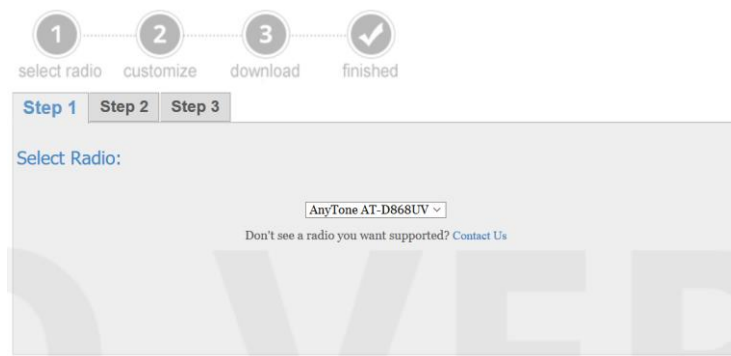 1 2 3
select radio customize download finished
Step 1 Step 2 Step 3
Select Radio:
AnyTone AT-D868UV
Don't see a radio you want supported? Contact Us